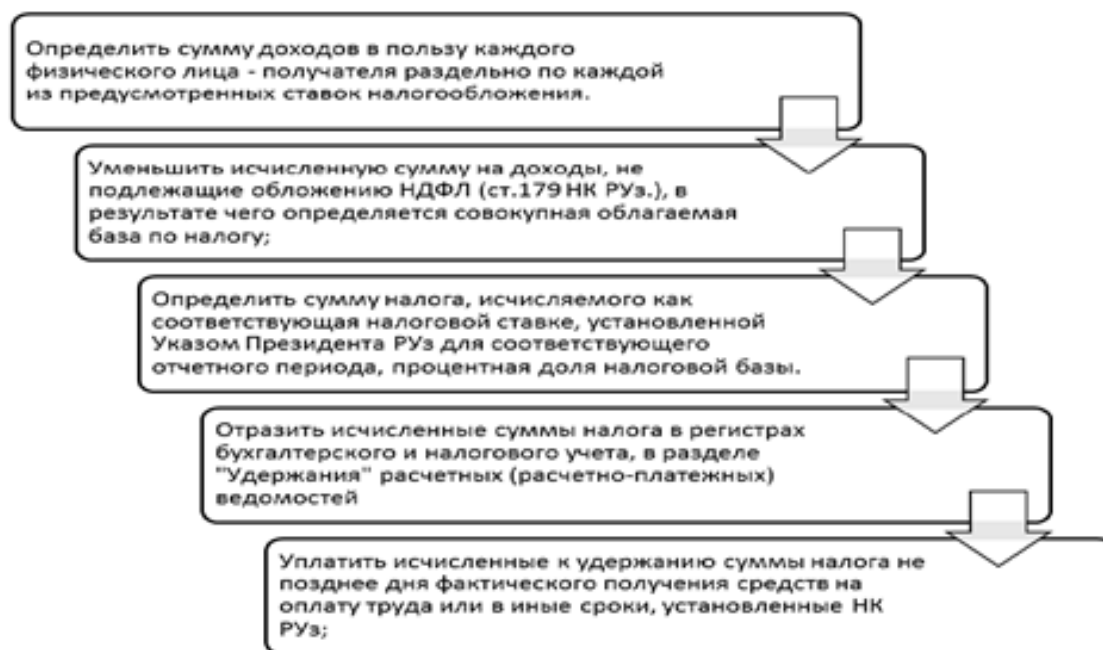 Определить сумму доходов в пользу каждого
физического лица - получателя раздельно по каждой
из предусмотренных ставок налогообложения.
Уменьшить исчисленную сумму на доходы, не
подлежащие обложению НДФЛ (ст.179 НК РУз.), в
результате чего определяется совокупная облагаемая
база по налогу;
Определить сумму налога, исчисляемого как
соответствующая налоговой ставке, установленной
Указом Президента РУз для соответствующего
отчетного периода, процентная доля налоговой базы.
Отразить исчисленные суммы налога в регистрах
бухгалтерского и налогового учета, в разделе
"Удержания" расчетных (расчетно-платежных)
ведомостей
Уплатить исчисленные к удержанию суммы налога не
позднее дня фактического получения средств на
оплату труда или в иные сроки, установленные НК
РУз;